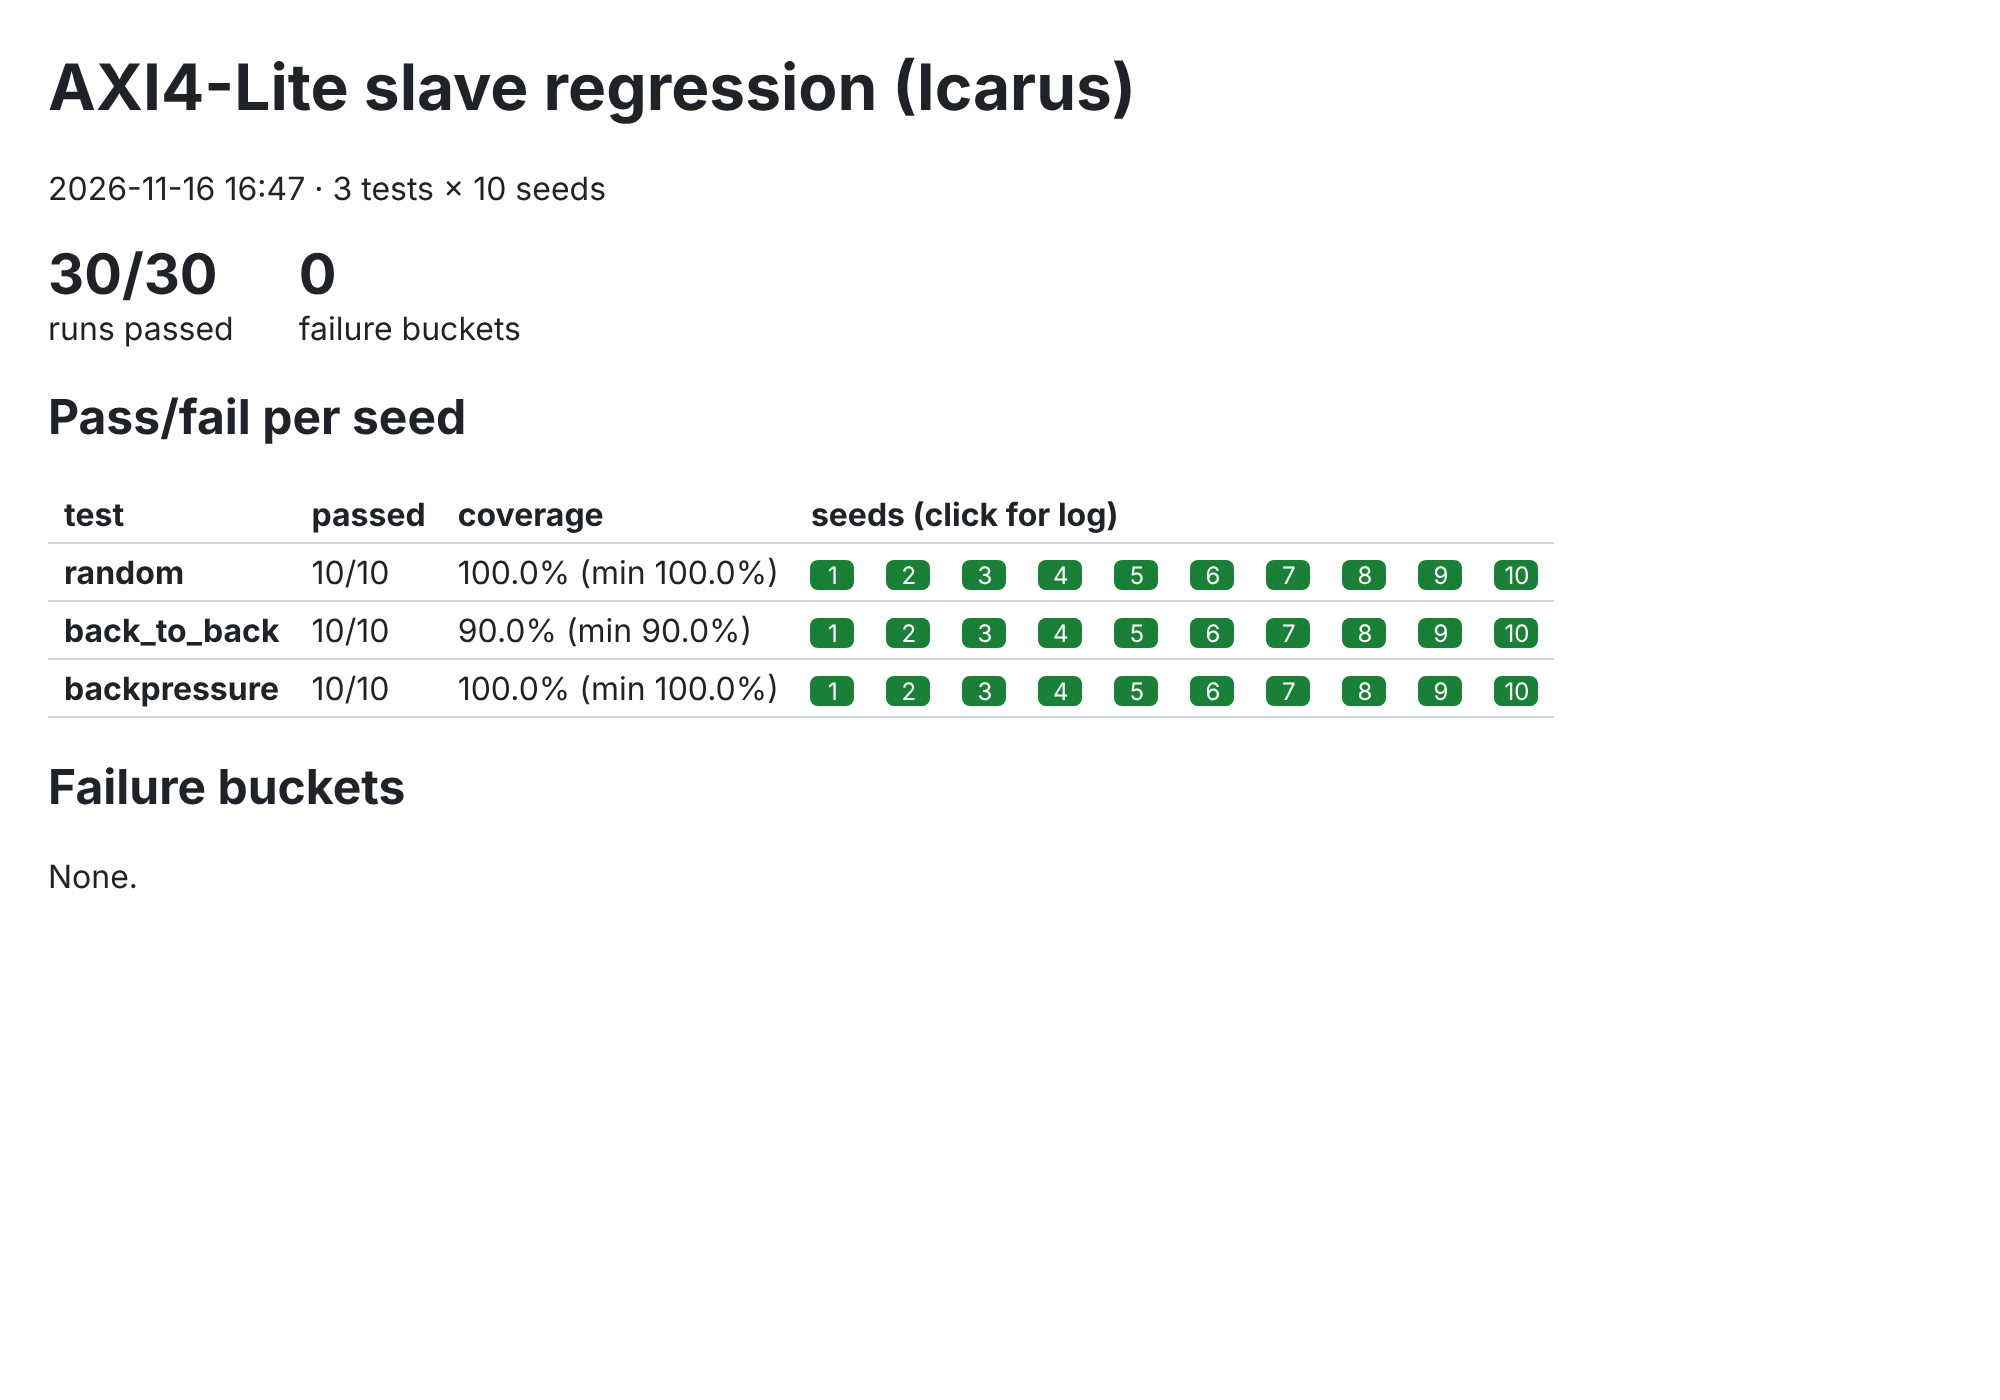 AXI4-Lite slave regression (Icarus)
2026-11-16 16:47 · 3 tests × 10 seeds
30/30 0
runs passed failure buckets
Pass/fail per seed
test passed coverage seeds (click for log)
random 10/10 100.0% (min 100.0%) 1 2 3 4 5 6 7 8 9 10
back_to_back 10/10 90.0% (min 90.0%) 1 2 3 4 5 6 7 8 9 10
backpressure 10/10 100.0% (min 100.0%) 1 2 3 4 5 6 7 8 9 10
Failure buckets
None.